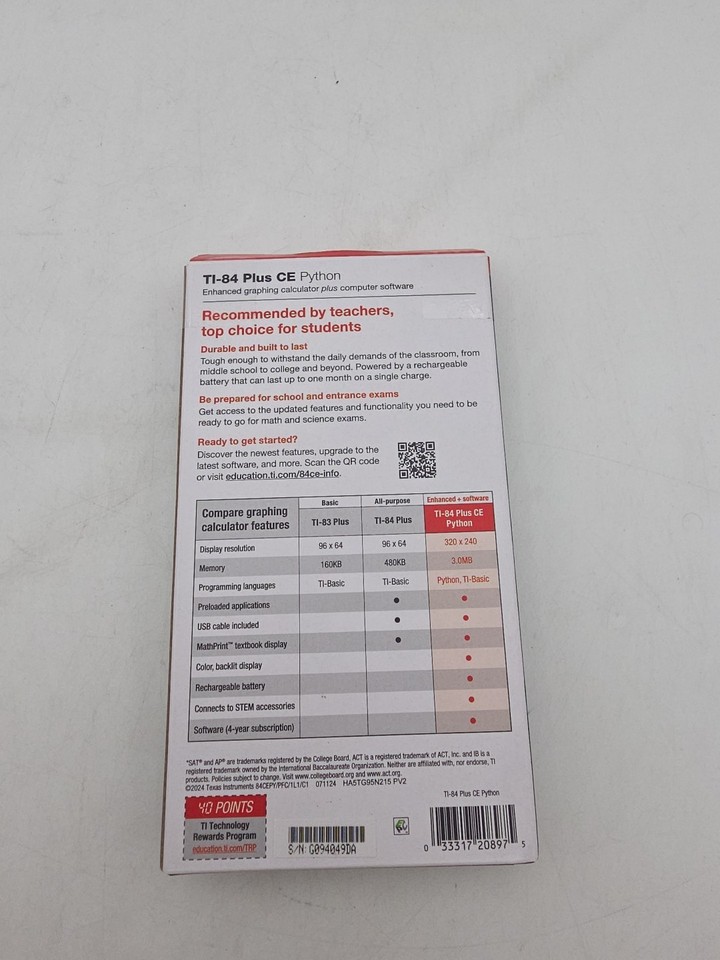 TI-84 Plus CE Python
Enhanced graphing calculator plus computer software
Recommended by teachers,
top choice for students
Durable and built to last
Tough enough to withstand the daily demands of the classroom, from
middle school to college and beyond. Powered by a rechargeable
battery that can last up to one month on a single charge.
Be prepared for school and entrance exams
Get access to the updated features and functionality you need to be
ready to go for math and science exams.
Ready to get started?
Discover the newest features, upgrade to the
latest software, and more. Scan the QR code
or visit education.ti.com/84ce-info.
Basic All-purpose Enhanced + software
Compare graphing
calculator features
TI-83 Plus TI-84 Plus TI-84 Plus CE
Python
Display resolution 96 x 64 96 x 64 320 x 240
Memory 160KB 480KB 3.0MB
Programming languages TI-Basic TI-Basic Python, TI-Basic
Preloaded applications • •
USB cable included • •
MathPrint™ textbook display • •
Color, backlit display •
Rechargeable battery •
Connects to STEM accessories •
Software (4-year subscription) •
*SAT® and AP® are trademarks registered by the College Board, ACT is a registered trademark of ACT, Inc. and IB is a
registered trademark owned by the International Baccalaureate Organization. Neither are affiliated with, nor endorse, TI
products. Policies subject to change. Visit www.collegeboard.org and www.act.org.
©2024 Texas Instruments 84CEPY/PFC/1L1/C1 071124 HA5TG95N215 PV2
TI-84 Plus CE Python
40 POINTS
TI Technology
Rewards Program
education.ti.com/TRP
S/N:G094049DA
0 33317 20897 5